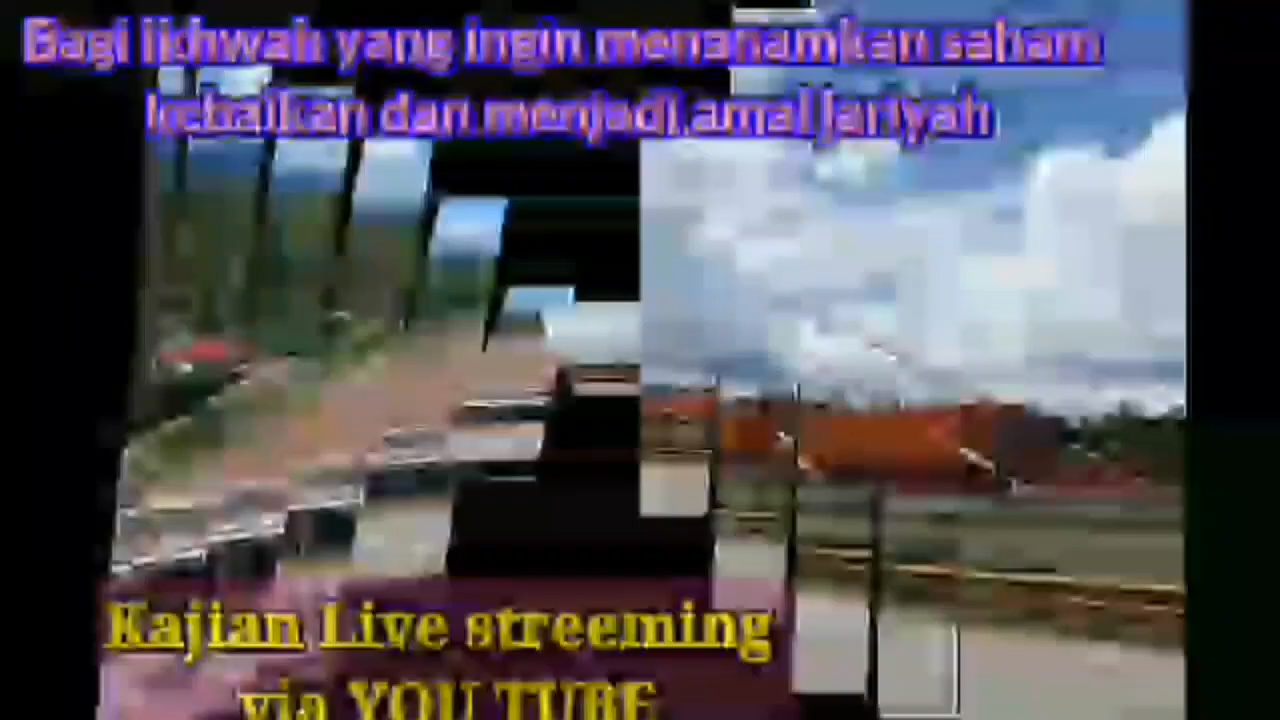 Bagi ikhwah yang ingin menanamkan saham
kebaikan dan menjadi amal jariyah
Kajian Live streeming
via YOU TUBE